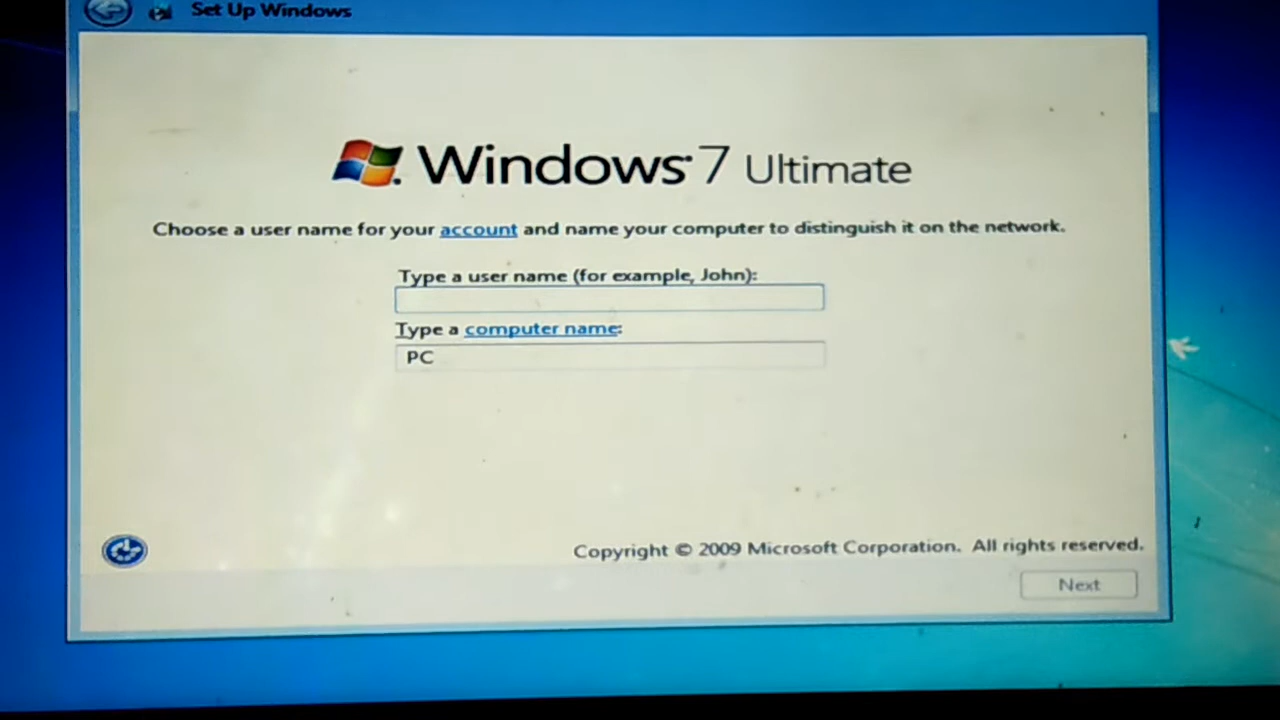 Set Up Windows
Windows 7 Ultimate
Choose a user name for your account and name your computer to distinguish it on the network.
Type a user name (for example, John):
Type a computer name:
PC
Copyright © 2009 Microsoft Corporation. All rights reserved.
Next